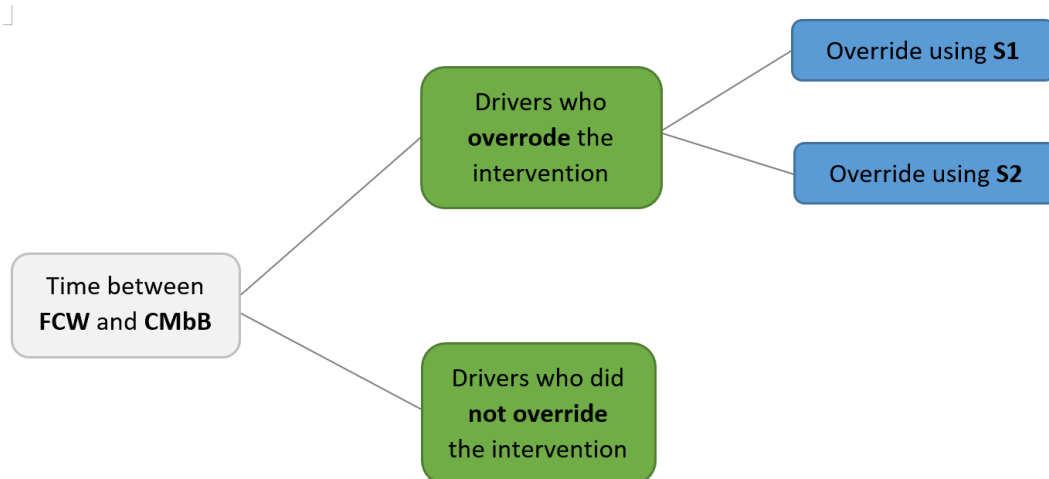 Override using S1
Drivers who
overrode the
intervention
Override using S2
Time between
FCW and CMbB
Drivers who did
not override
the intervention